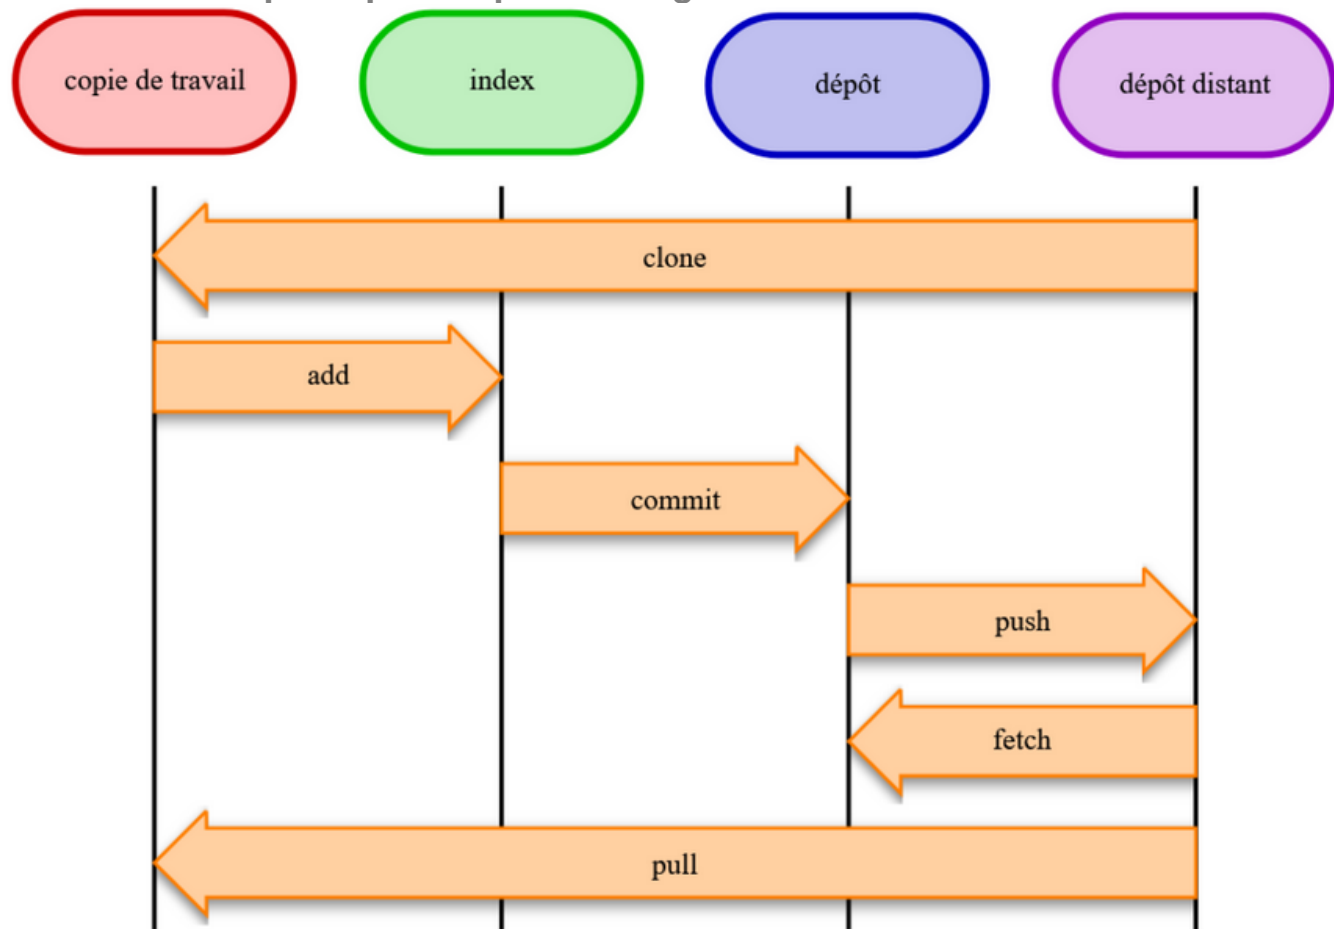 copie de travail
index
dépôt
dépôt distant
clone
add
commit
push
fetch
pull